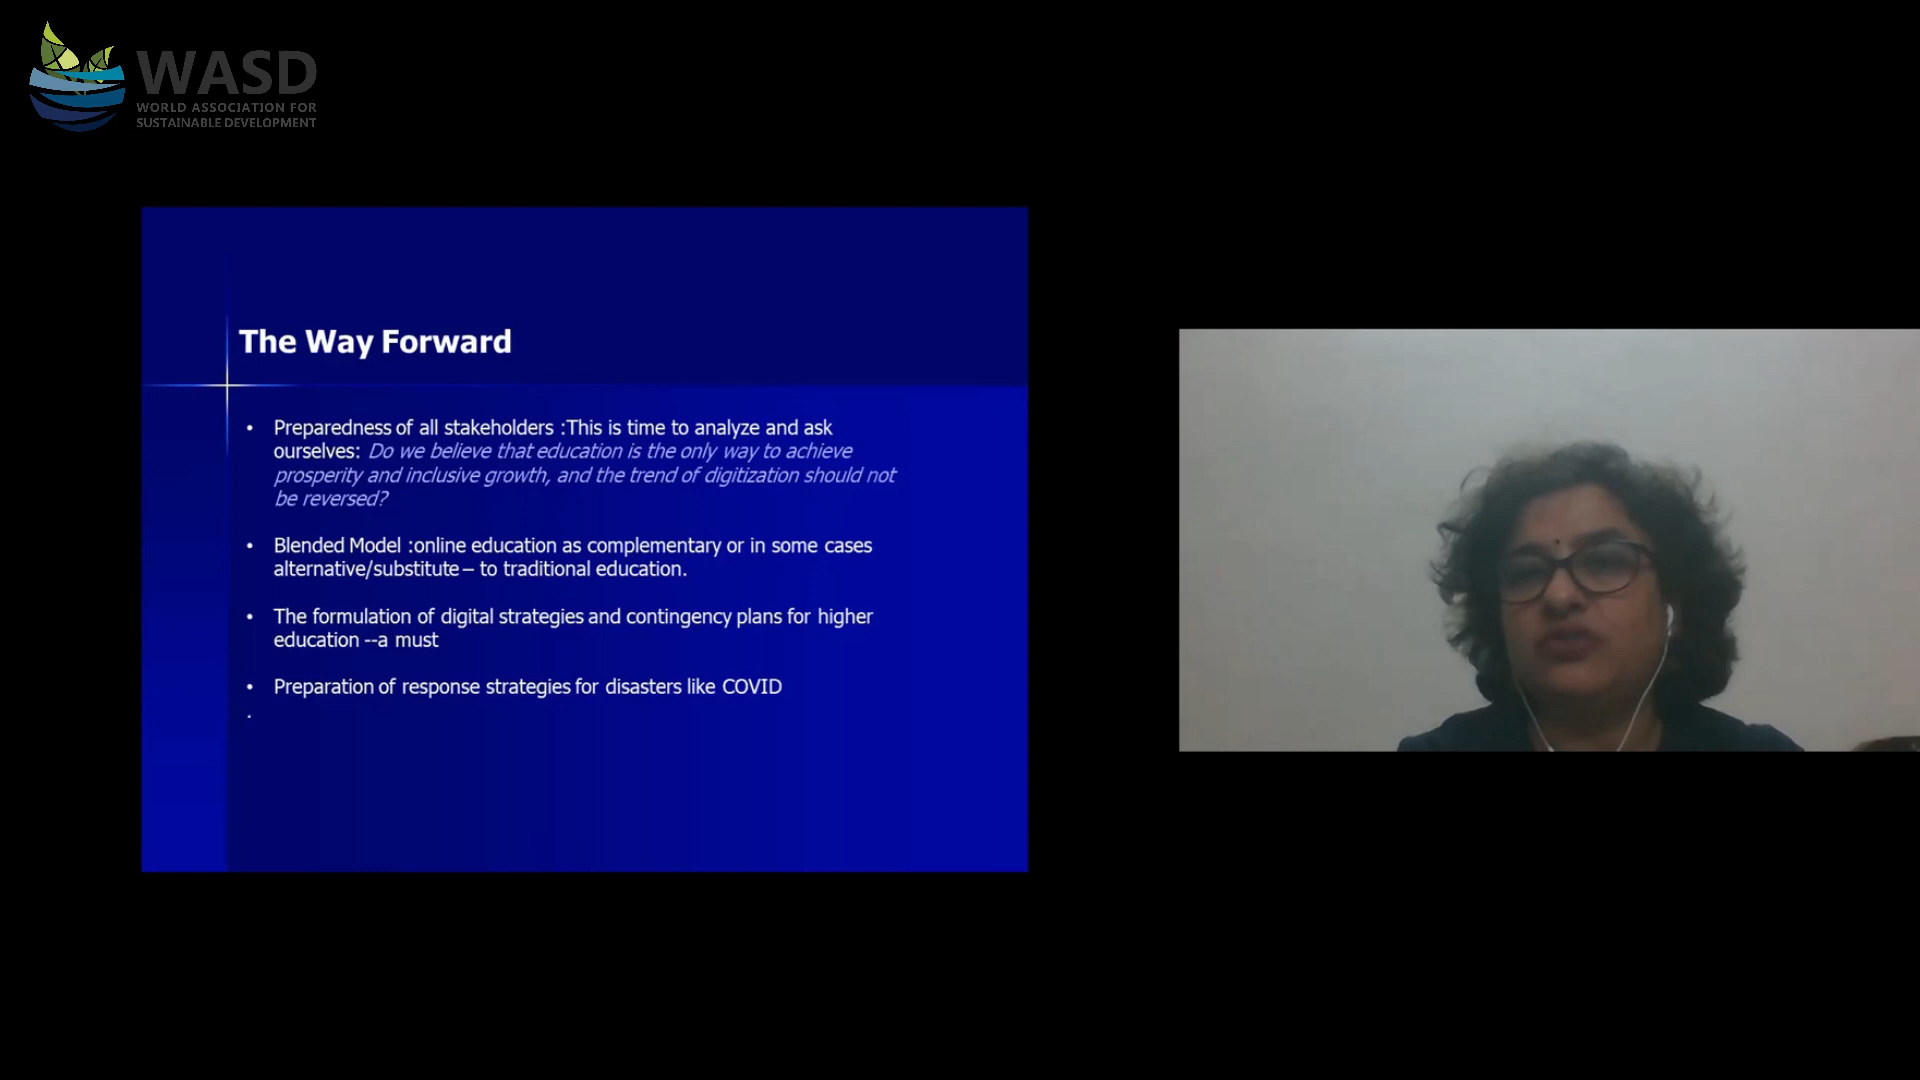 WASD
WORLD ASSOCIATION FOR
SUSTAINABLE DEVELOPMENT
The Way Forward
• Preparedness of all stakeholders :This is time to analyze and ask
ourselves: Do we believe that education is the only way to achieve
prosperity and inclusive growth, and the trend of digitization should not
be reversed?
• Blended Model :online education as complementary or in some cases
alternative/substitute – to traditional education.
• The formulation of digital strategies and contingency plans for higher
education --a must
• Preparation of response strategies for disasters like COVID